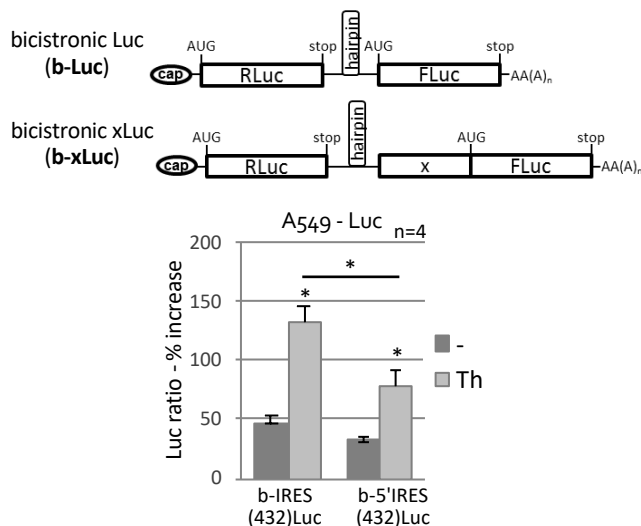 bicistronic Luc
(b-Luc)
cap
AUG
RLuc
stop
hairpin
AUG
FLuc
stop
AA(A)n
bicistronic xLuc
(b-xLuc)
cap
AUG
RLuc
stop
hairpin
x
AUG
FLuc
stop
AA(A)n
A549 - Luc
n=4
Luc ratio - % increase
200
150
100
50
0
*
*
*
-
Th
b-IRES
(432)Luc
b-5'IRES
(432)Luc